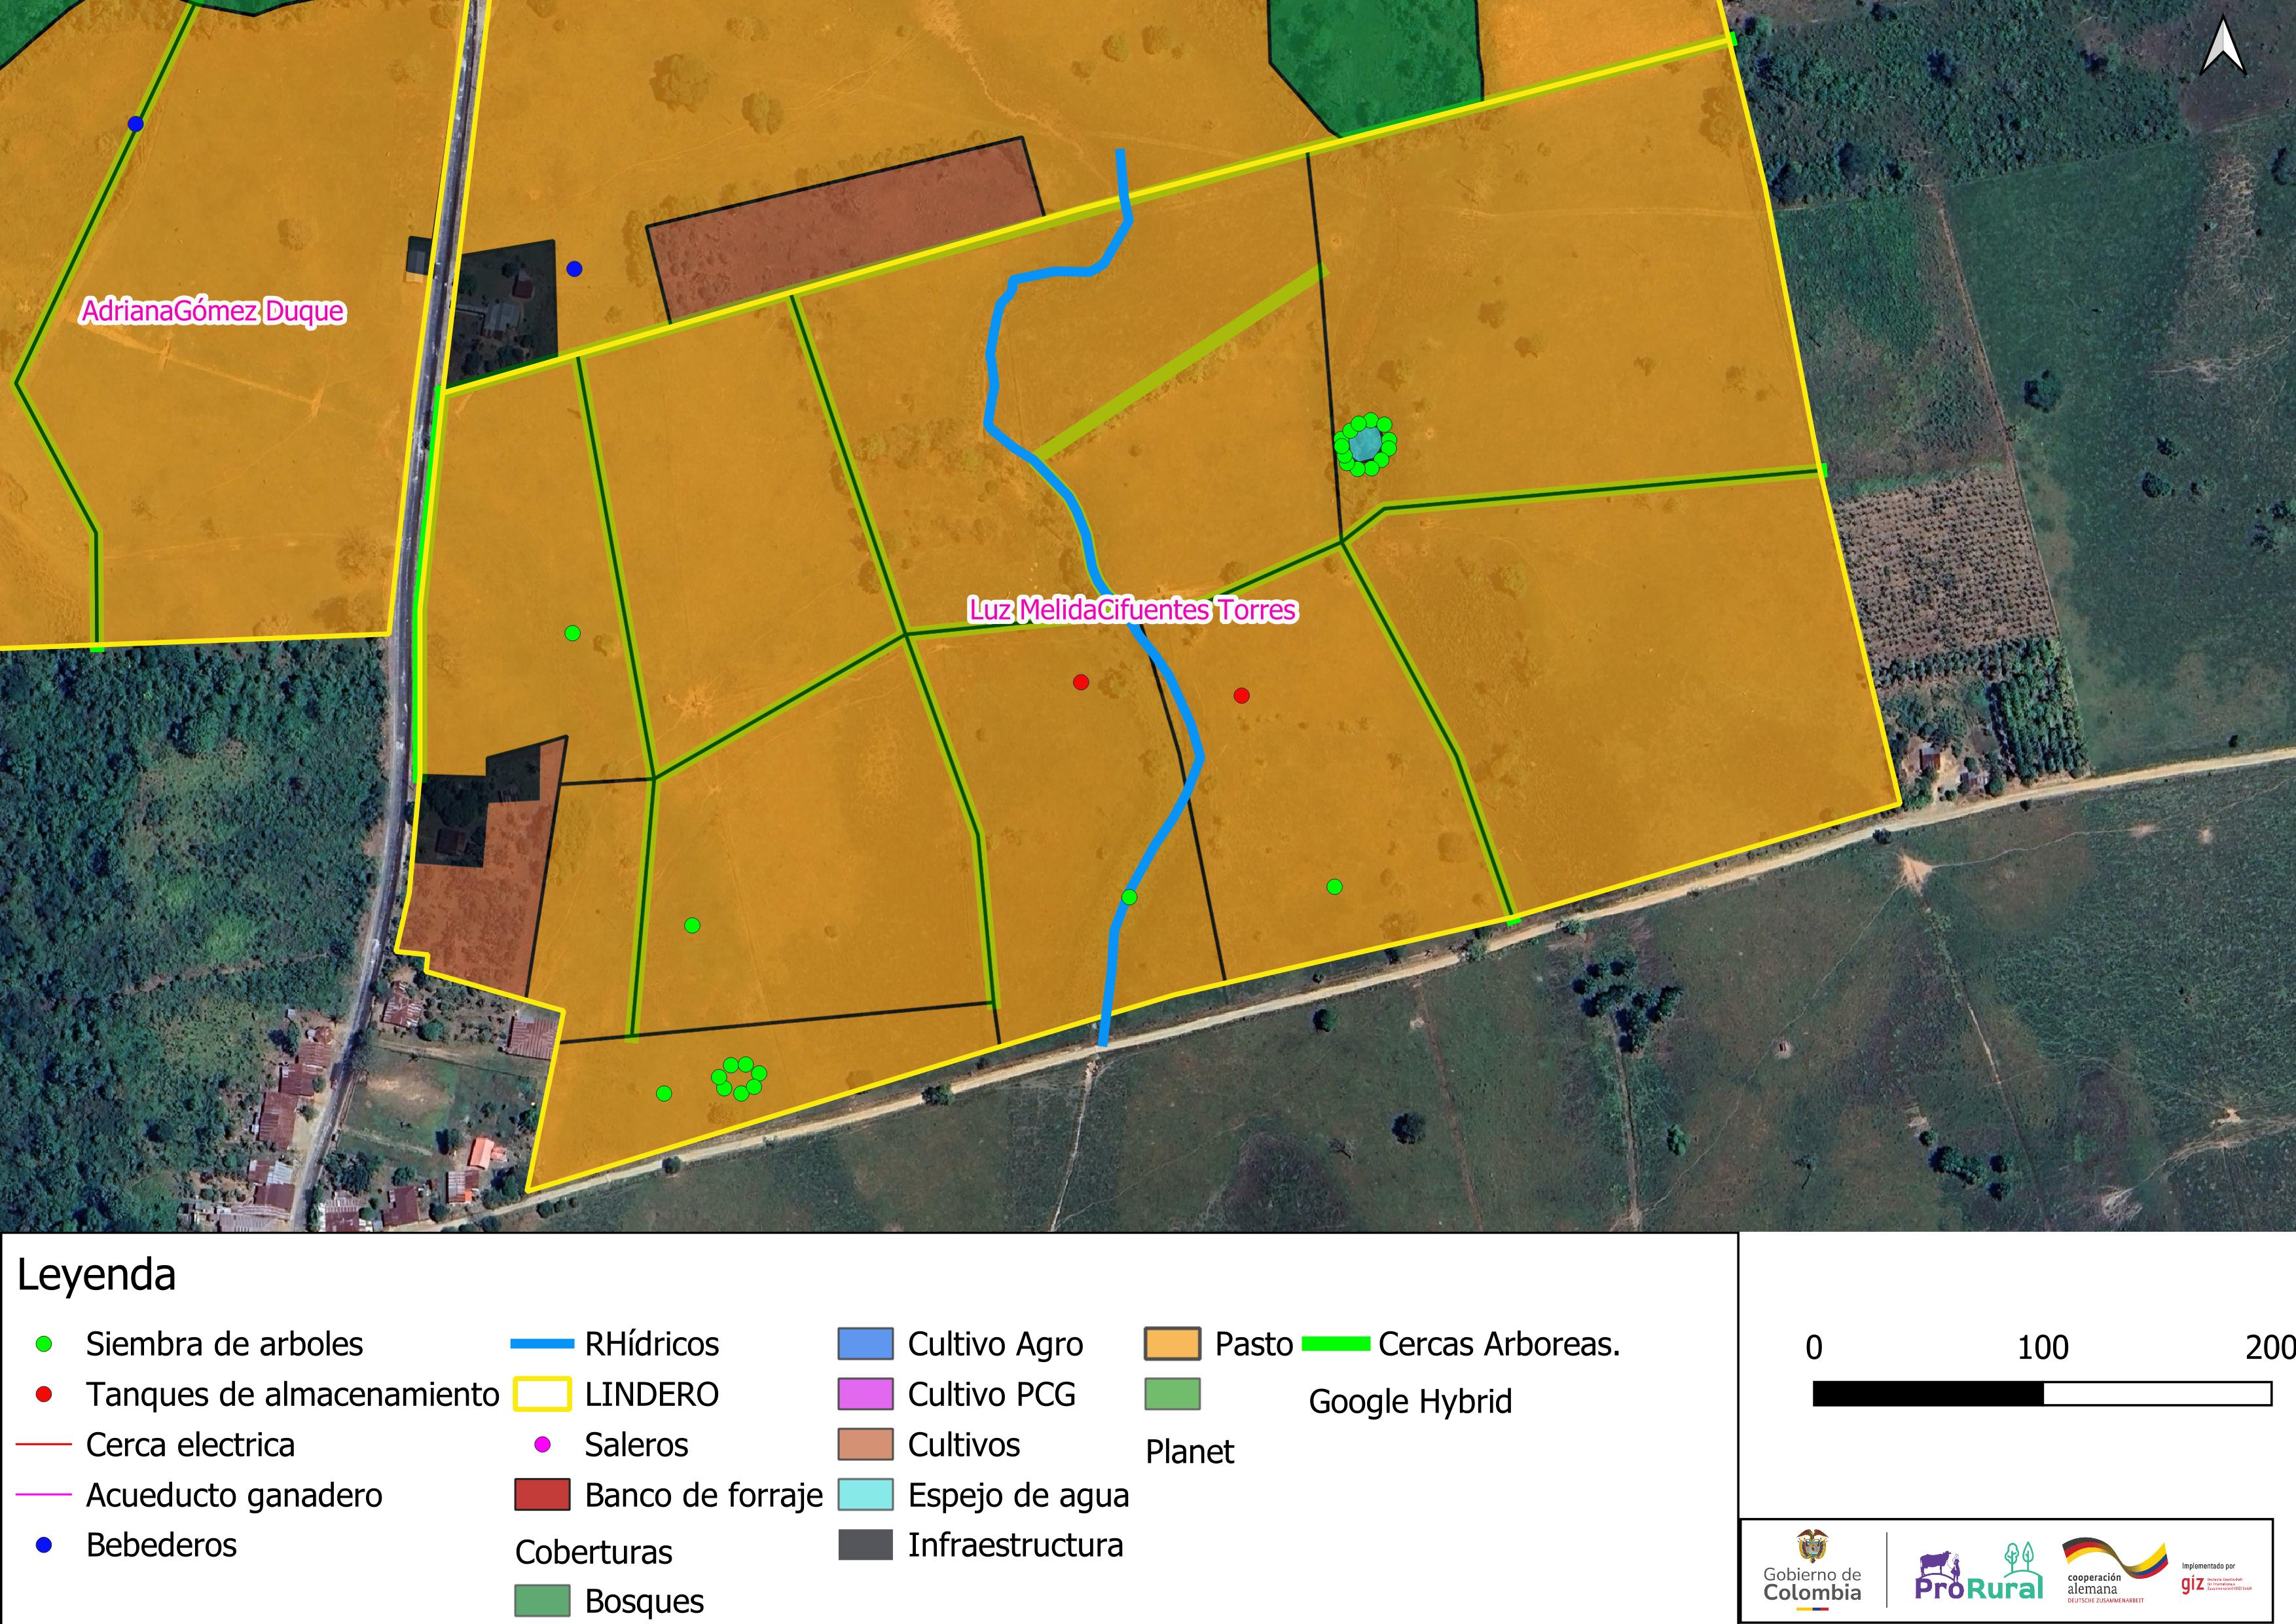 AdrianaGómez Duque
Luz MelidaCifuentes Torres
Leyenda
Siembra de arboles
Tanques de almacenamiento
Cerca electrica
Acueducto ganadero
Bebederos
RHídricos
LINDERO
Saleros
Banco de forraje
Coberturas
Bosques
Cultivo Agro
Cultivo PCG
Cultivos
Espejo de agua
Infraestructura
Pasto
Planet
Cercas Arboreas.
Google Hybrid
0 100 200
Gobierno de
Colombia
ProRural
cooperación
alemana
DEUTSCHE ZUSAMMENARBEIT
Implementado por
giz